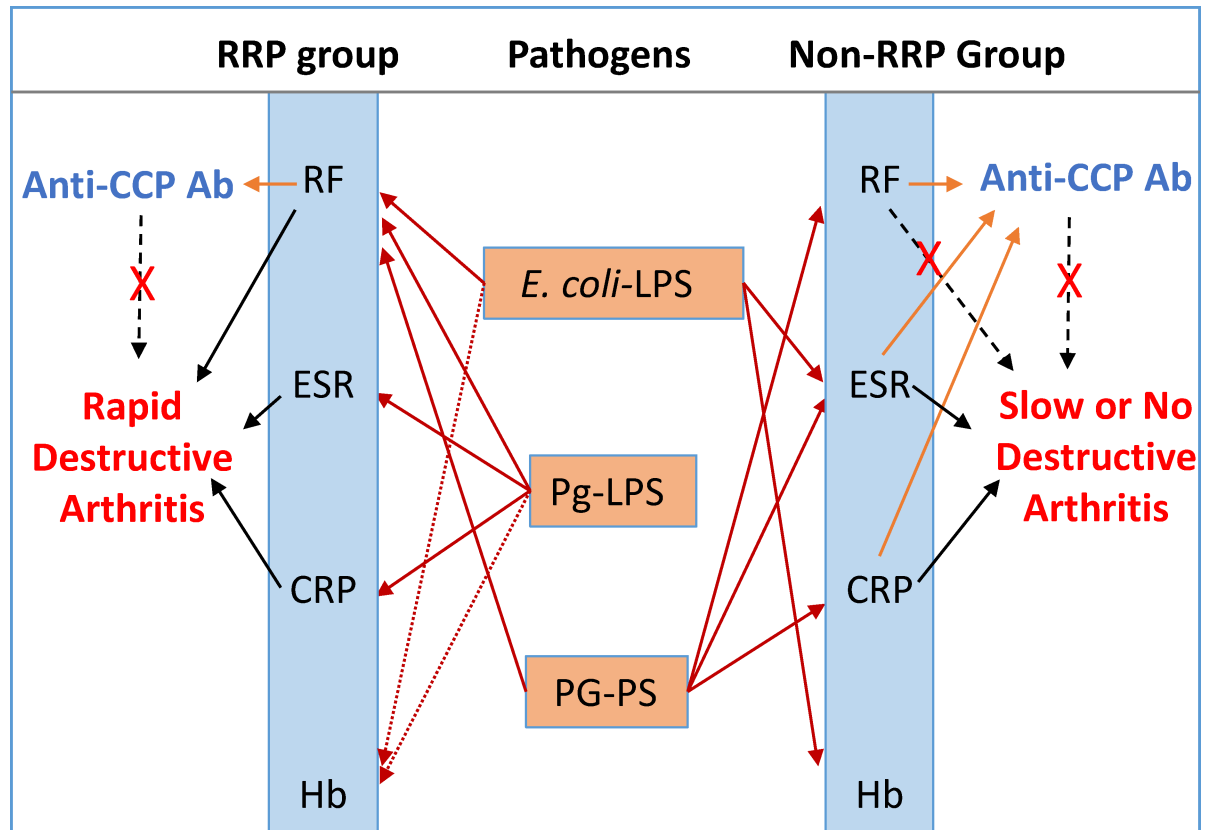 RRP group Pathogens Non-RRP Group
Anti-CCP Ab RF RF Anti-CCP Ab
X X X
E. coli-LPS
ESR ESR
Rapid
Destructive
Arthritis
Slow or No
Destructive
Arthritis
Pg-LPS
CRP CRP
PG-PS
Hb Hb